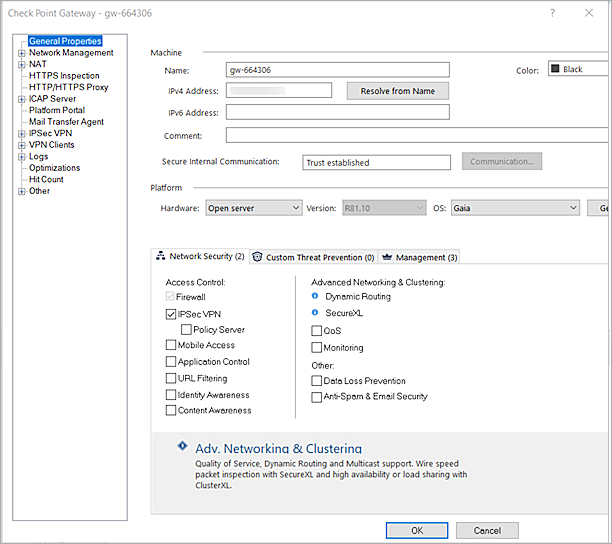 Check Point Gateway - gw-664306
? ×
General Properties
Network Management
NAT
HTTPS Inspection
HTTP/HTTPS Proxy
ICAP Server
Platform Portal
Mail Transfer Agent
IPSec VPN
VPN Clients
Logs
Optimizations
Hit Count
Other
Machine
Name: gw-664306 Color: Black
IPv4 Address: Resolve from Name
IPv6 Address:
Comment:
Secure Internal Communication: Trust established Communication...
Platform
Hardware: Open server Version: R81.10 OS: Gaia Ge
Network Security (2) Custom Threat Prevention (0) Management (3)
Access Control:
Firewall
IPSec VPN
Policy Server
Mobile Access
Application Control
URL Filtering
Identity Awareness
Content Awareness
Advanced Networking & Clustering:
Dynamic Routing
SecureXL
QoS
Monitoring
Other:
Data Loss Prevention
Anti-Spam & Email Security
Adv. Networking & Clustering
Quality of Service, Dynamic Routing and Multicast support. Wire speed
packet inspection with SecureXL and high availability or load sharing with
ClusterXL.
OK Cancel